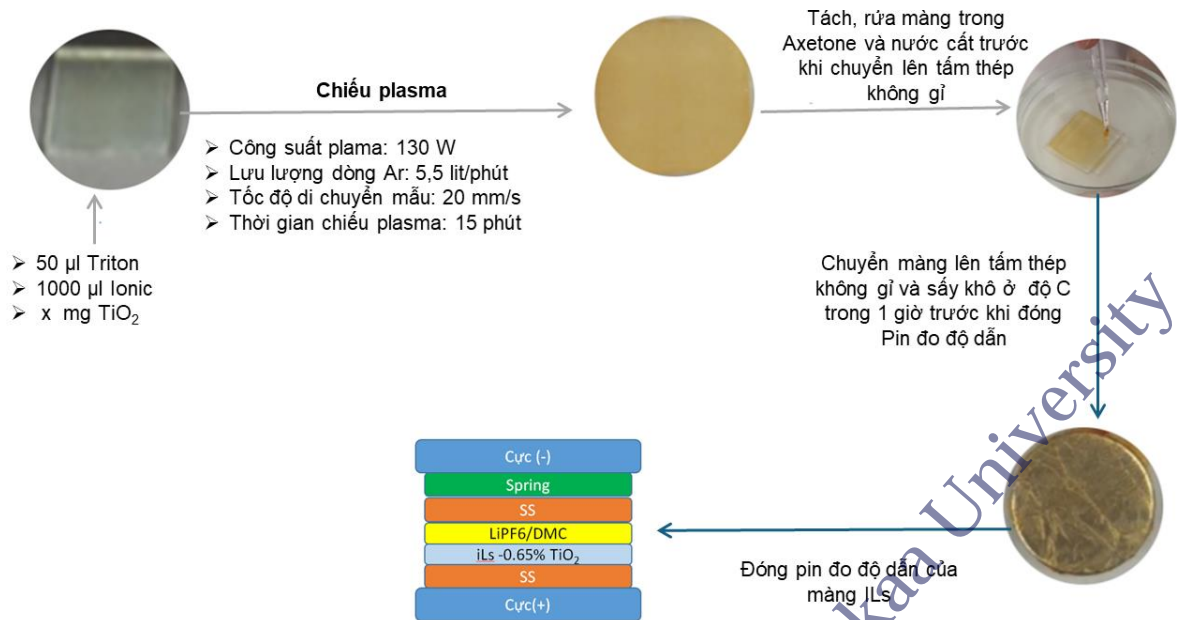 Chiếu plasma
➢ Công suất plama: 130 W
➢ Lưu lượng dòng Ar: 5,5 lit/phút
➢ Tốc độ di chuyển mẫu: 20 mm/s
➢ Thời gian chiếu plasma: 15 phút
➢ 50 µl Triton
➢ 1000 µl Ionic
➢ x mg TiO₂
Tách, rứa màng trong
Axetone và nước cất trước
khi chuyển lên tấm thép
không gỉ
Chuyển màng lên tấm thép
không gỉ và sấy khô ở độ C
trong 1 giờ trước khi đóng
Pin đo độ dẫn
Đóng pin đo độ dẫn của
màng ILs
Cực (-)
Spring
SS
LiPF6/DMC
iLs -0.65% TiO₂
SS
Cực(+)
kaa University